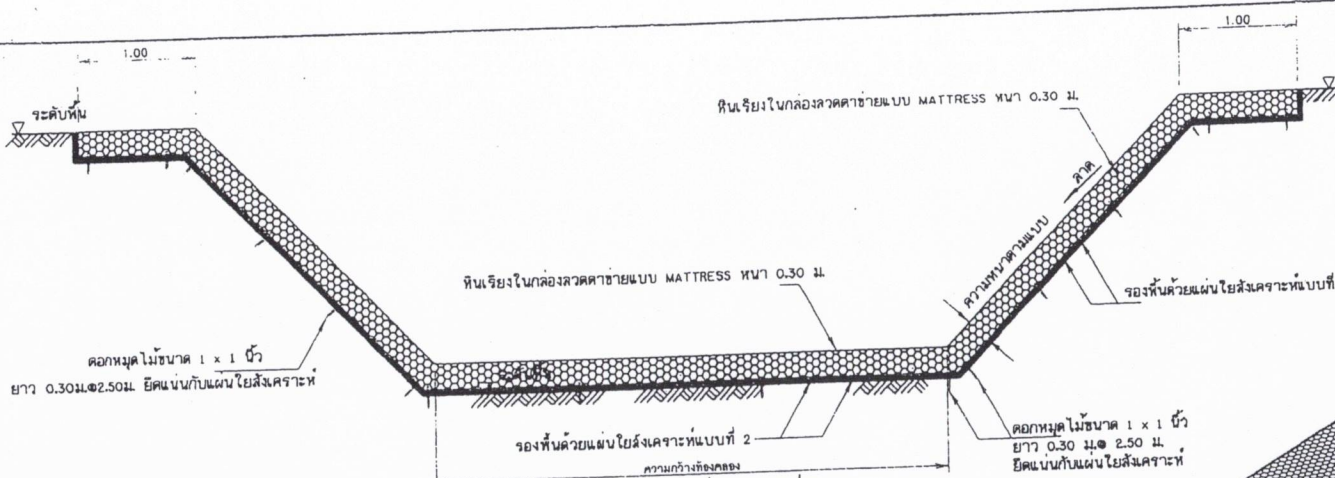 1.00
1.00
ระดับพื้น
หินเรียงในกล่องลวดตาข่ายแบบ MATTRESS หนา 0.30 ม.
ลาด
ความหนาตามแบบ
หินเรียงในกล่องลวดตาข่ายแบบ MATTRESS หนา 0.30 ม.
รองพื้นด้วยแผ่นใยสังเคราะห์แบบที่
ตอกหมุดไม้ขนาด 1 x 1 นิ้ว
ยาว 0.30ม.@2.50ม. ยึดแน่นกับแผ่นใยสังเคราะห์
รองพื้นด้วยแผ่นใยสังเคราะห์แบบที่ 2
ตอกหมุดไม้ขนาด 1 x 1 นิ้ว
ยาว 0.30 ม.@ 2.50 ม.
ยึดแน่นกับแผ่นใยสังเคราะห์
ความกว้างท้องคลอง